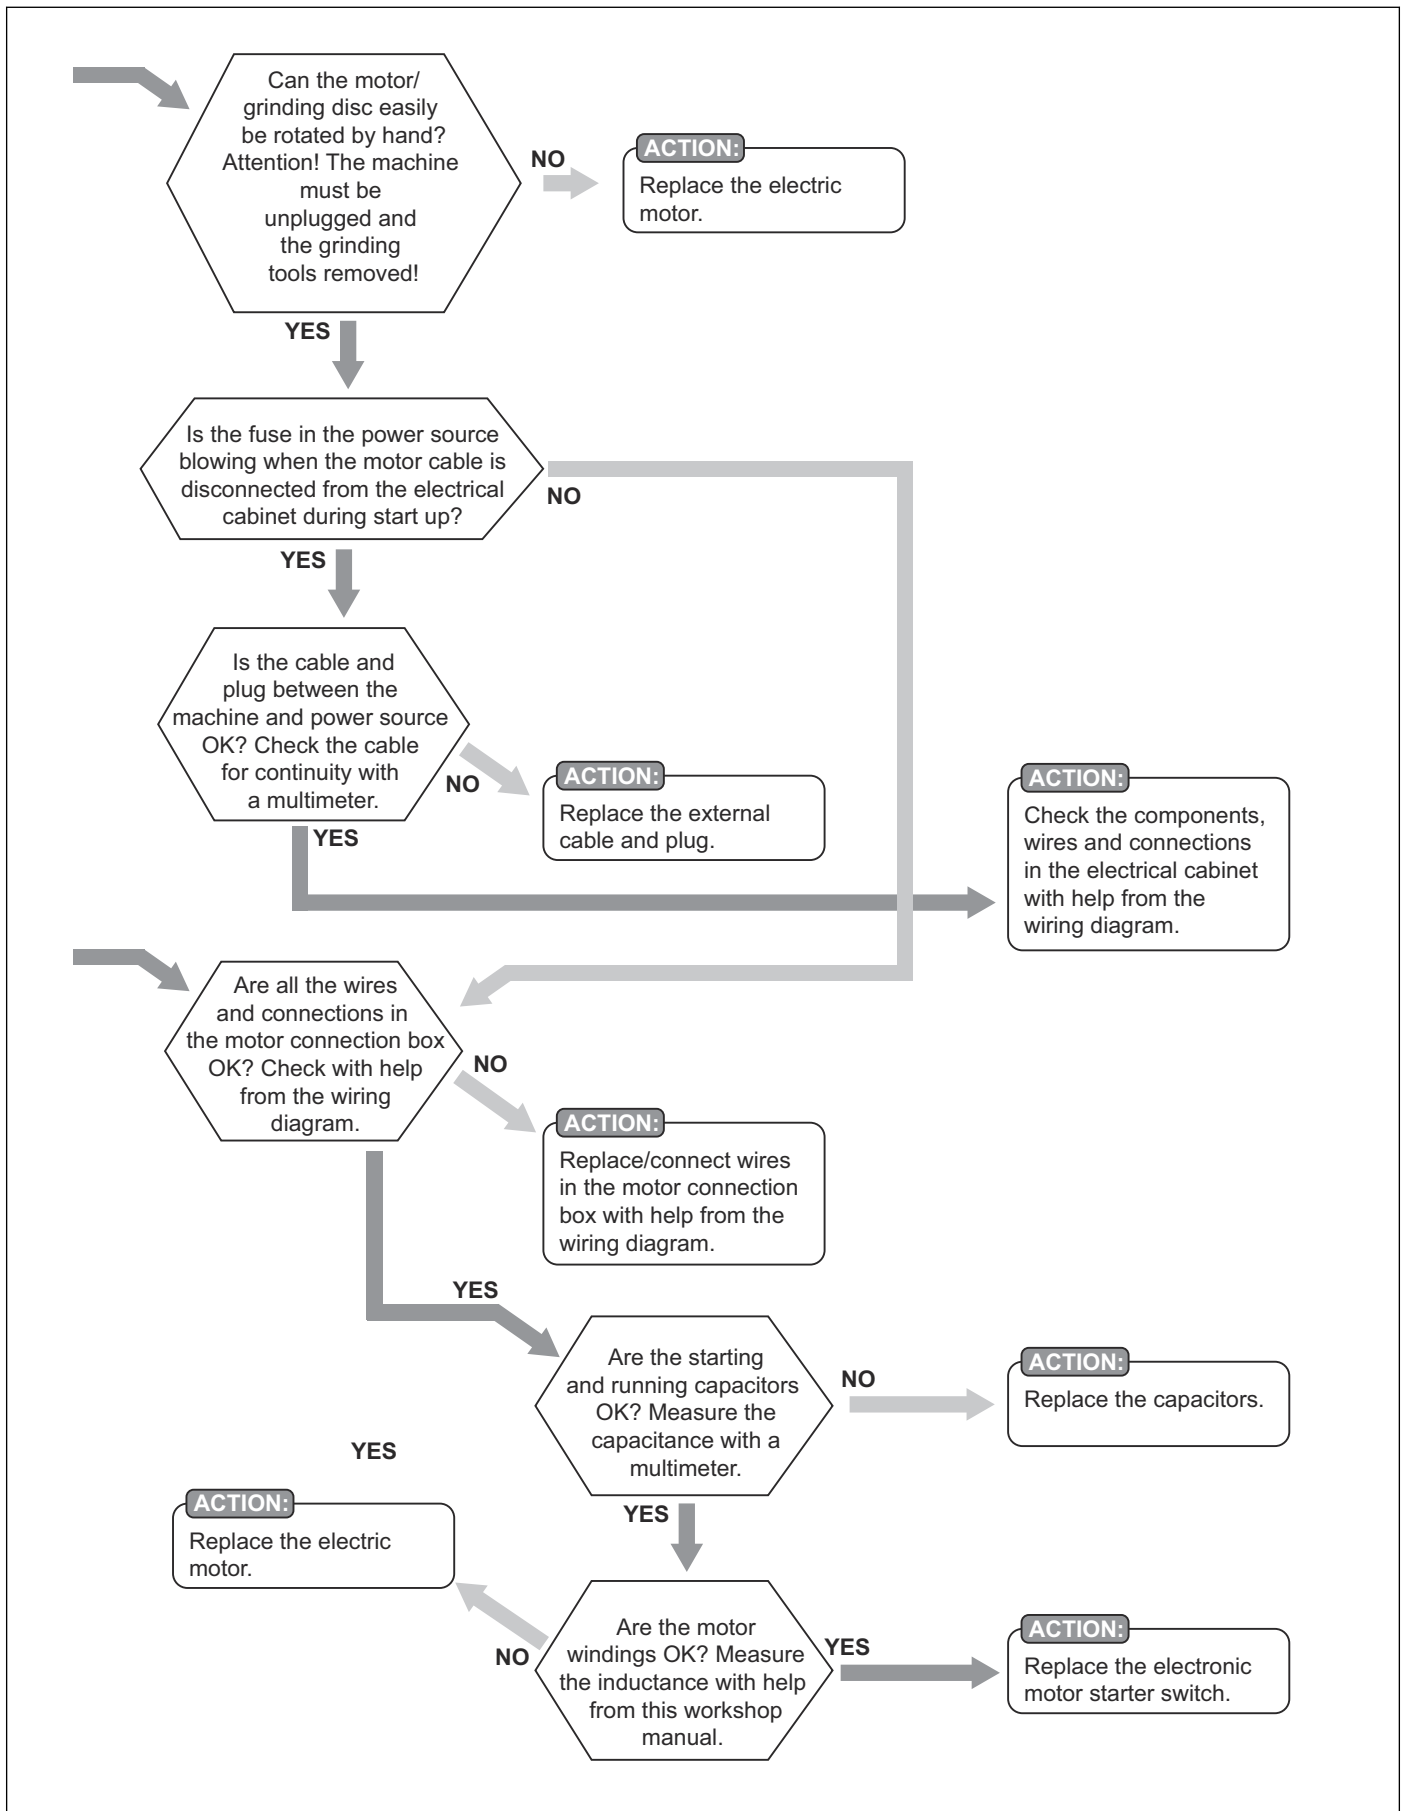 Can the motor/
grinding disc easily
be rotated by hand?
Attention! The machine
must be
unplugged and
the grinding
tools removed!
NO
ACTION:
Replace the electric
motor.
YES
Is the fuse in the power source
blowing when the motor cable is
disconnected from the electrical
cabinet during start up?
NO
YES
Is the cable and
plug between the
machine and power source
OK? Check the cable
for continuity with
a multimeter.
NO
ACTION:
Replace the external
cable and plug.
YES
ACTION:
Check the components,
wires and connections
in the electrical cabinet
with help from the
wiring diagram.
Are all the wires
and connections in
the motor connection box
OK? Check with help
from the wiring
diagram.
NO
ACTION:
Replace/connect wires
in the motor connection
box with help from the
wiring diagram.
YES
Are the starting
and running capacitors
OK? Measure the
capacitance with a
multimeter.
NO
ACTION:
Replace the capacitors.
YES
YES
ACTION:
Replace the electric
motor.
NO
Are the motor
windings OK? Measure
the inductance with help
from this workshop
manual.
YES
ACTION:
Replace the electronic
motor starter switch.